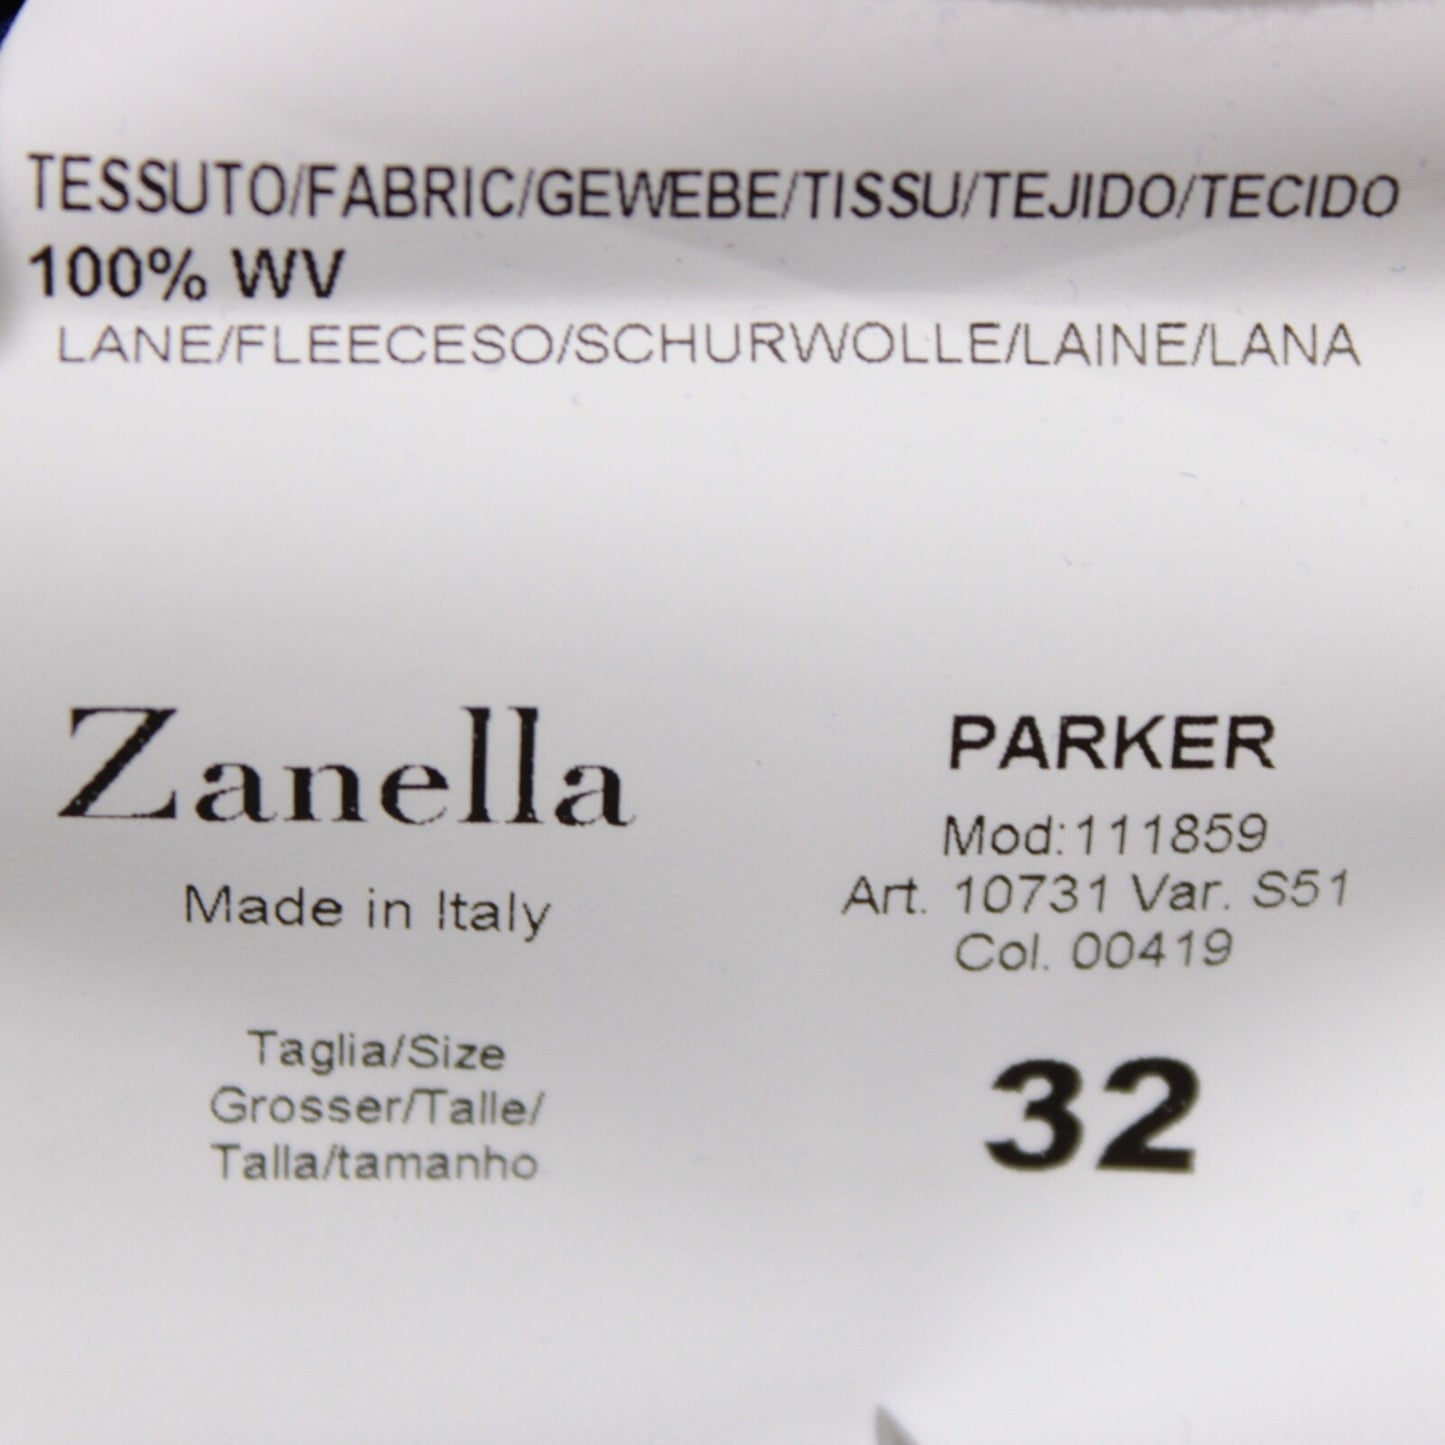 TESSUTO/FABRIC/GEWEBE/TISSU/TEJIDO/TECIDO
100% WV
LANE/FLEECESO/SCHURWOLLE/LAINE/LANA
Zanella
Made in Italy
Taglia/Size
Grosser/Talle/
Talla/tamanho
PARKER
Mod:111859
Art. 10731 Var. S51
Col. 00419
32